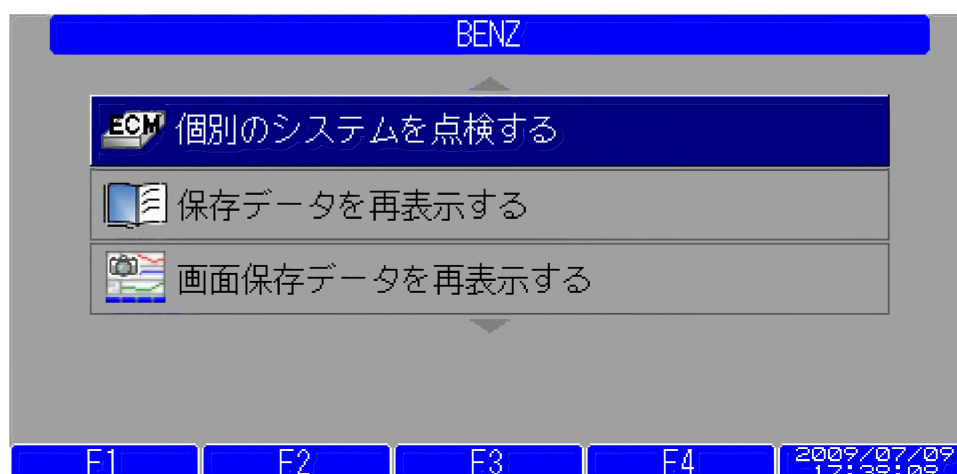 BENZ
ECM 個別のシステムを点検する
保存データを再表示する
画面保存データを再表示する
F1 F2 F3 F4 2009/07/09
17:38:08